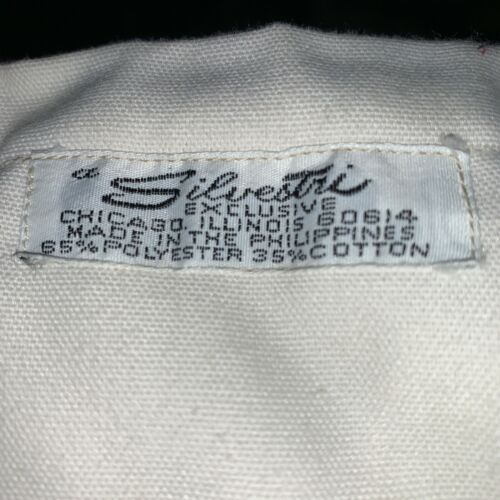 a Silvestri
EXCLUSIVE
CHICAGO, ILLINOIS 60614
MADE IN THE PHILIPPINES
65% POLYESTER 35% COTTON